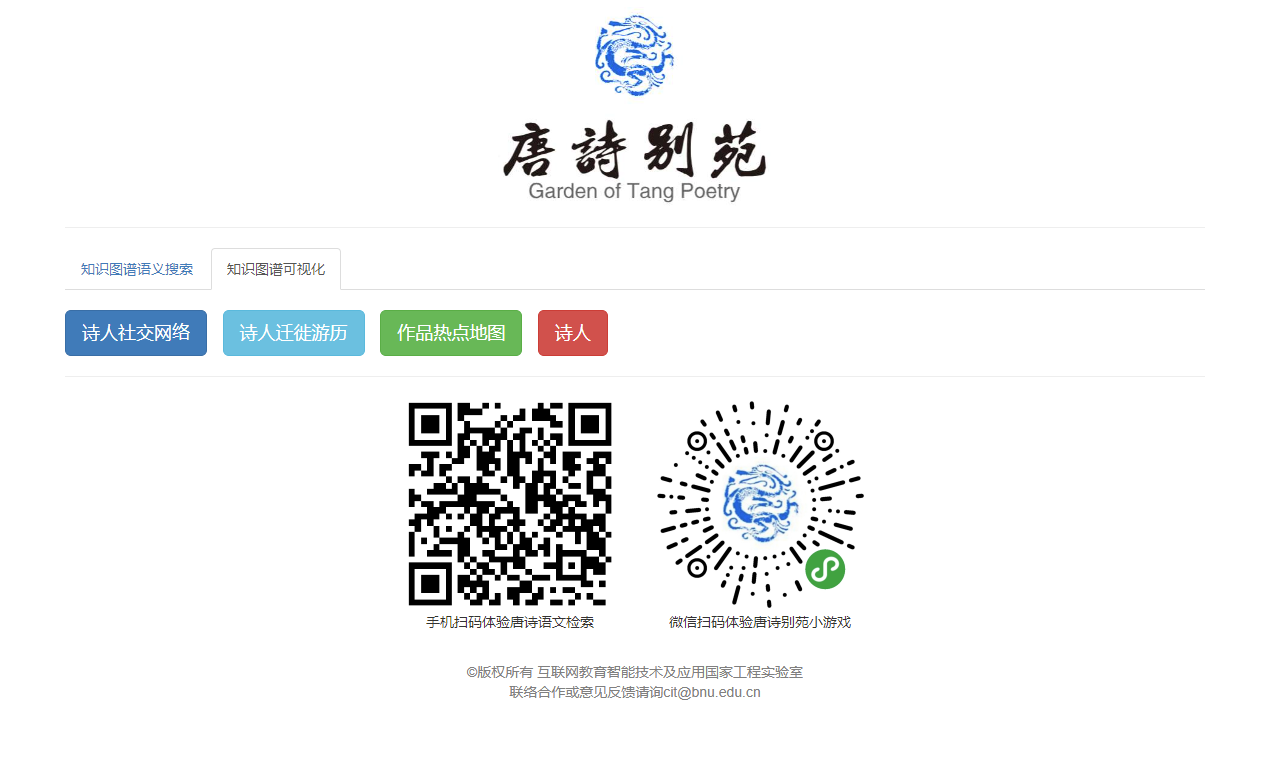 唐詩别苑
Garden of Tang Poetry
知识图谱语义搜索
知识图谱可视化
诗人社交网络
诗人迁徙游历
作品热点地图
诗人
手机扫码体验唐诗语文检索
微信扫码体验唐诗别苑小游戏
©版权所有 互联网教育智能技术及应用国家工程实验室
联络合作或意见反馈请询cit@bnu.edu.cn